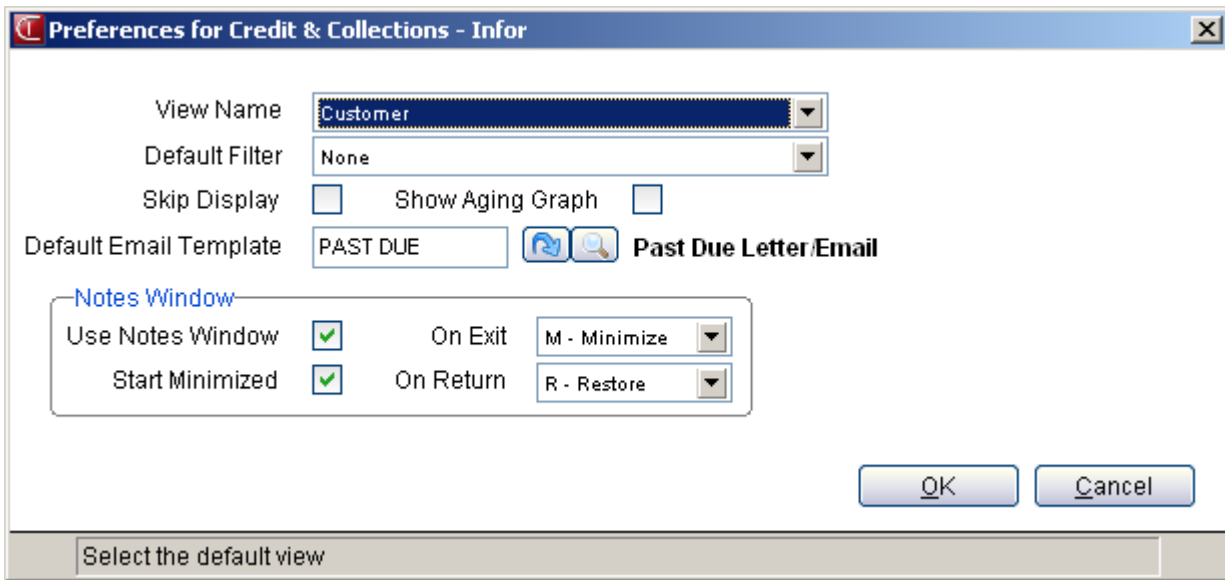 Preferences for Credit & Collections - Infor
View Name Customer
Default Filter None
Skip Display Show Aging Graph
Default Email Template PAST DUE Past Due Letter/Email
Notes Window
Use Notes Window On Exit M - Minimize
Start Minimized On Return R - Restore
OK Cancel
Select the default view